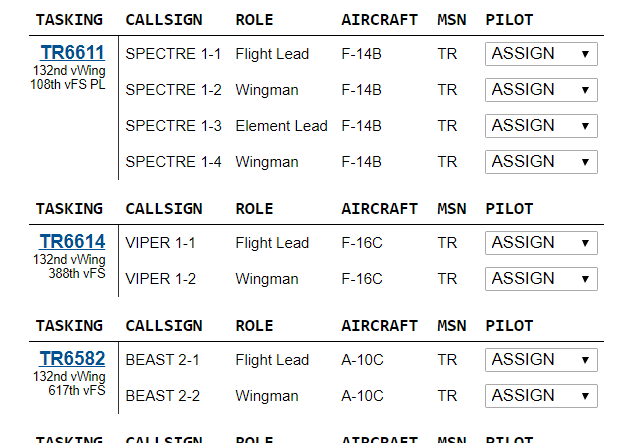 TASKING CALLSIGN ROLE AIRCRAFT MSN PILOT
TR6611 SPECTRE 1-1 Flight Lead F-14B TR ASSIGN
132nd vWing
108th vFS PL
SPECTRE 1-2 Wingman F-14B TR ASSIGN
SPECTRE 1-3 Element Lead F-14B TR ASSIGN
SPECTRE 1-4 Wingman F-14B TR ASSIGN
TASKING CALLSIGN ROLE AIRCRAFT MSN PILOT
TR6614 VIPER 1-1 Flight Lead F-16C TR ASSIGN
132nd vWing
388th vFS
VIPER 1-2 Wingman F-16C TR ASSIGN
TASKING CALLSIGN ROLE AIRCRAFT MSN PILOT
TR6582 BEAST 2-1 Flight Lead A-10C TR ASSIGN
132nd vWing
617th vFS
BEAST 2-2 Wingman A-10C TR ASSIGN
TASKING CALLSIGN ROLE AIRCRAFT MSN PILOT